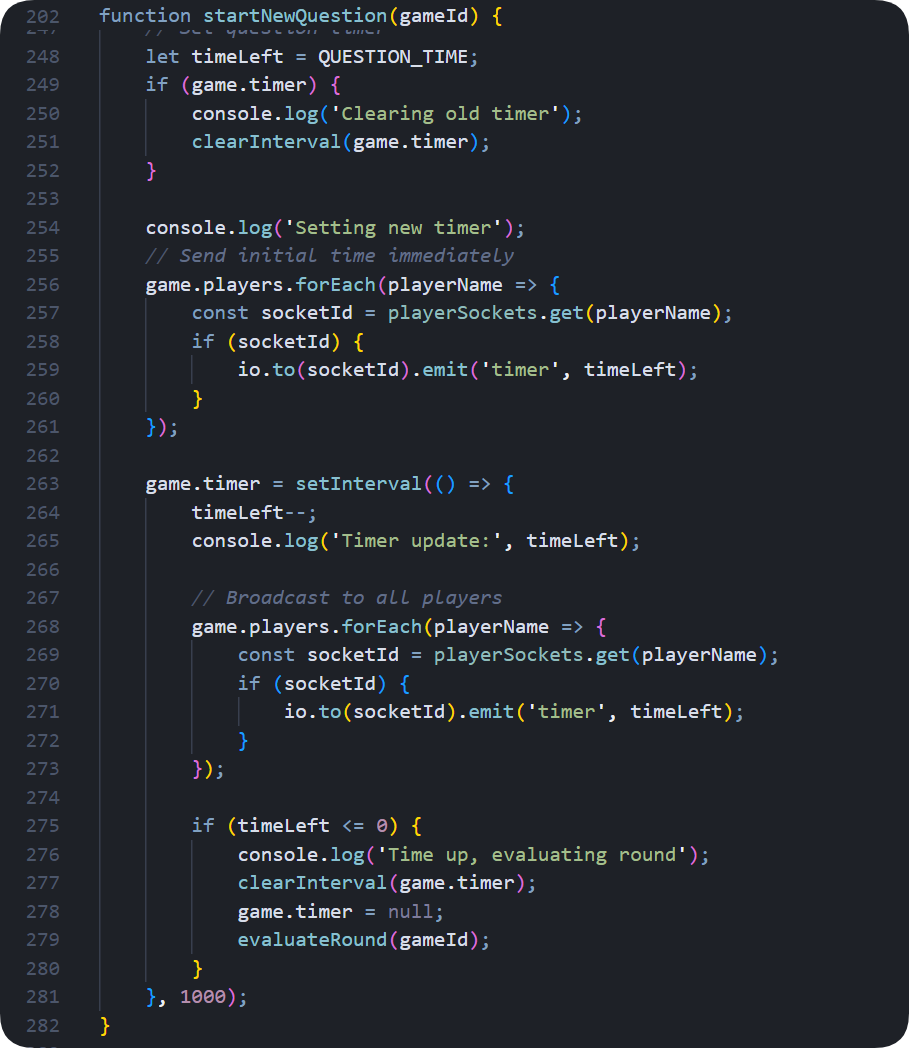 202 function startNewQuestion(gameId) {
247 // Set question timer
248 let timeLeft = QUESTION_TIME;
249 if (game.timer) {
250 console.log('Clearing old timer');
251 clearInterval(game.timer);
252 }
253
254 console.log('Setting new timer');
255 // Send initial time immediately
256 game.players.forEach(playerName => {
257 const socketId = playerSockets.get(playerName);
258 if (socketId) {
259 io.to(socketId).emit('timer', timeLeft);
260 }
261 });
262
263 game.timer = setInterval(() => {
264 timeLeft--;
265 console.log('Timer update:', timeLeft);
266
267 // Broadcast to all players
268 game.players.forEach(playerName => {
269 const socketId = playerSockets.get(playerName);
270 if (socketId) {
271 io.to(socketId).emit('timer', timeLeft);
272 }
273 });
274
275 if (timeLeft <= 0) {
276 console.log('Time up, evaluating round');
277 clearInterval(game.timer);
278 game.timer = null;
279 evaluateRound(gameId);
280 }
281 }, 1000);
282 }